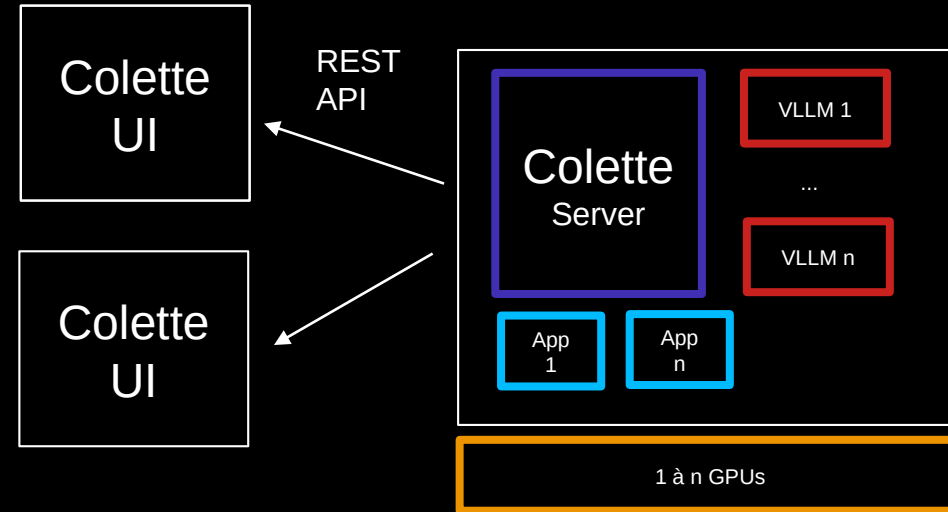 Colette
UI
REST
API
Colette
Server
VLLM 1
...
VLLM n
App
1
App
n
Colette
UI
1 à n GPUs